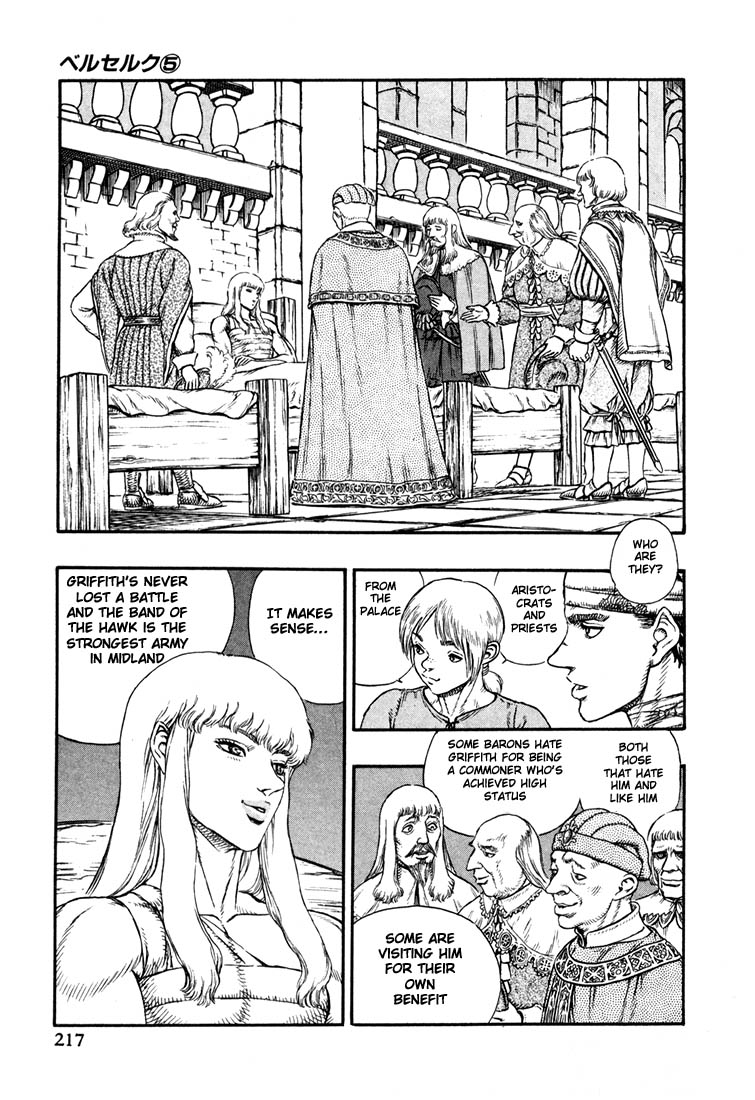 ベルセルク⑤
WHO
ARE
THEY?
ARISTO-
CRATS
AND
PRIESTS
FROM
THE
PALACE
IT MAKES
SENSE...
GRIFFITH'S NEVER
LOST A BATTLE
AND THE BAND OF
THE HAWK IS THE
STRONGEST ARMY
IN MIDLAND
BOTH
THOSE
THAT HATE
HIM AND
LIKE HIM
SOME BARONS HATE
GRIFFITH FOR BEING
A COMMONER WHO'S
ACHIEVED HIGH
STATUS
SOME ARE
VISITING HIM
FOR THEIR
OWN
BENEFIT
217